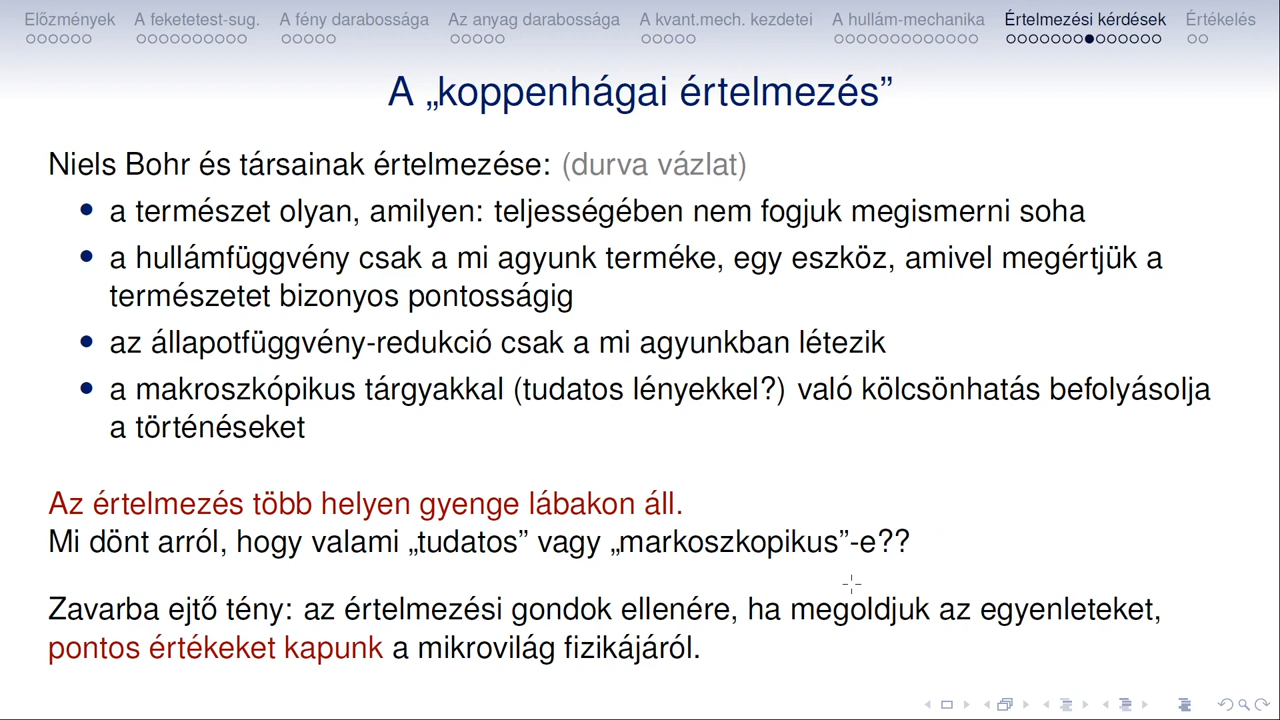 Előzmények A feketetest-sug. A fény darabossága Az anyag darabossága A kvant.mech. kezdetei A hullám-mechanika Értelmezési kérdések Értékelés
A „koppenhágai értelmezés”
Niels Bohr és társainak értelmezése: (durva vázlat)
• a természet olyan, amilyen: teljességében nem fogjuk megismerni soha
• a hullámfüggvény csak a mi agyunk terméke, egy eszköz, amivel megértjük a
természetet bizonyos pontosságig
• az állapotfüggvény-redukció csak a mi agyunkban létezik
• a makroszkópikus tárgyakkal (tudatos lényekkel?) való kölcsönhatás befolyásolja
a történéseket
Az értelmezés több helyen gyenge lábakon áll.
Mi dönt arról, hogy valami „tudatos” vagy „markoszkopikus”-e??
Zavarba ejtő tény: az értelmezési gondok ellenére, ha megoldjuk az egyenleteket,
pontos értékeket kapunk a mikrovilág fizikájáról.